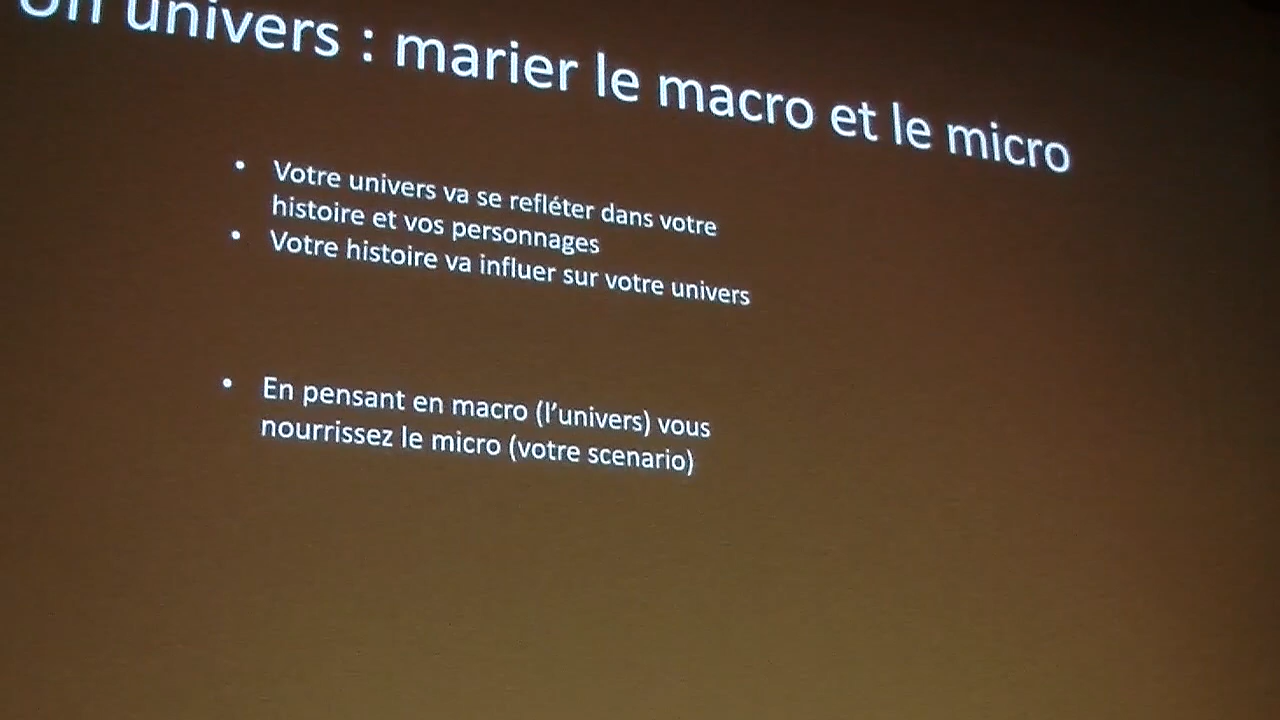 univers : marier le macro et le micro
• Votre univers va se refléter dans votre
histoire et vos personnages
• Votre histoire va influer sur votre univers
• En pensant en macro (l’univers) vous
nourrissez le micro (votre scenario)